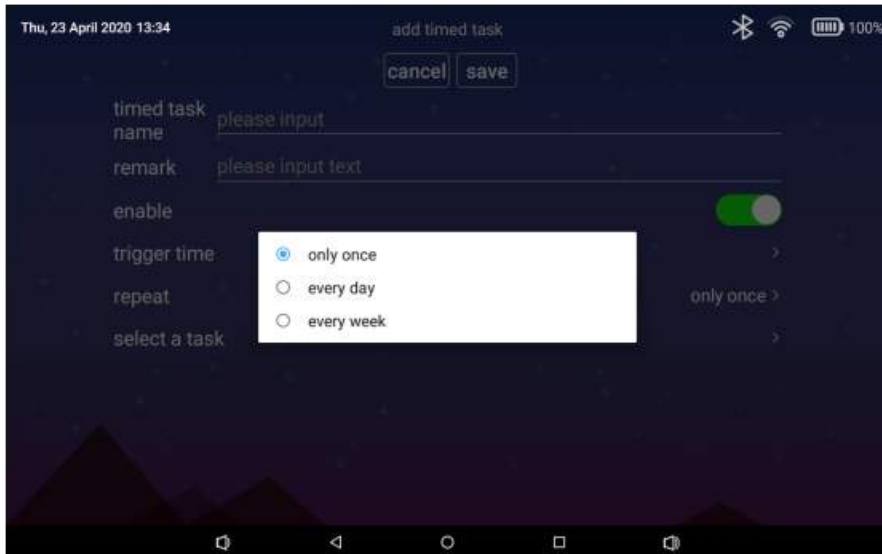 Thu, 23 April 2020 13:34
add timed task
100%
cancel save
timed task
name
please input
remark please input text
enable
trigger time
only once
every day
repeat
only once
every week
select a task